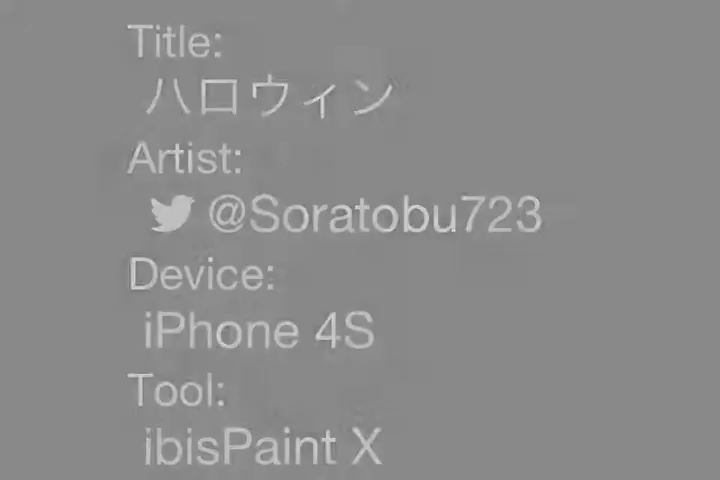 Title:
ハロウィン
Artist:
@Soratobu723
Device:
iPhone 4S
Tool:
ibisPaint X